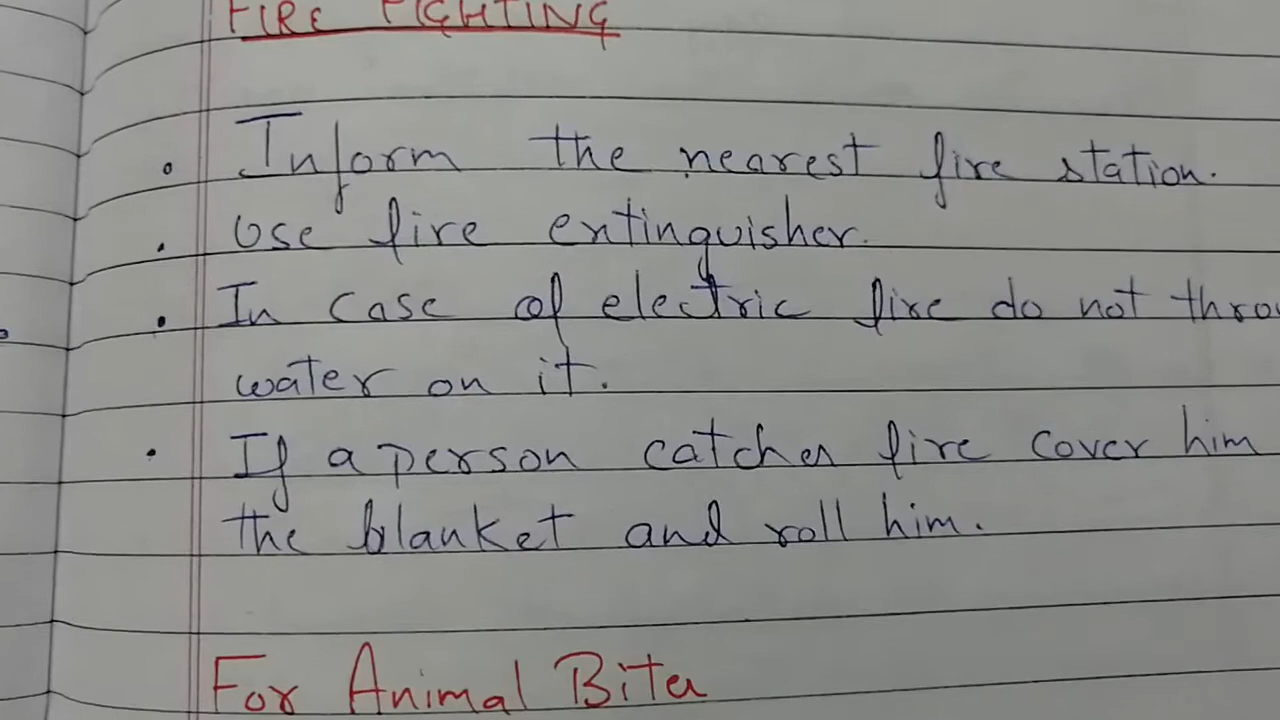 FIRE FIGHTING
Inform the nearest fire station.
Use fire extinguisher.
In case of electric fire do not thro
water on it.
If a person catches fire cover him
the blanket and roll him.
For Animal Bites